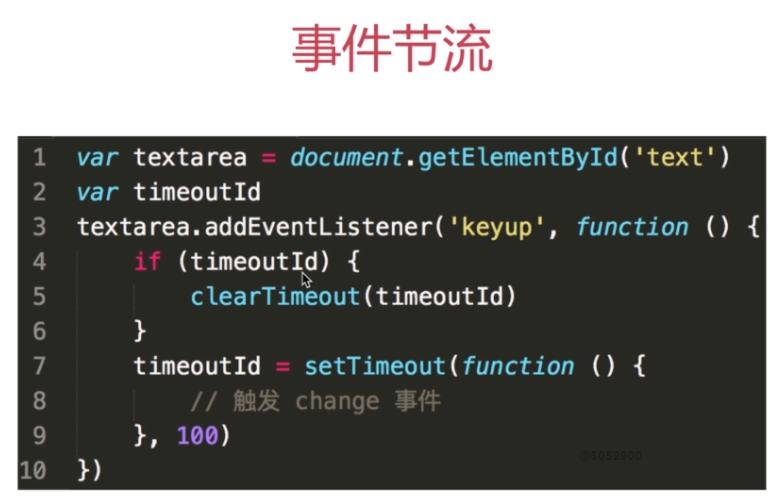 事件节流
1 var textarea = document.getElementById('text')
2 var timeoutId
3 textarea.addEventListener('keyup', function () {
4     if (timeoutId) {
5         clearTimeout(timeoutId)
6     }
7     timeoutId = setTimeout(function () {
8         // 触发 change 事件
9     }, 100)
10 })
@5059900